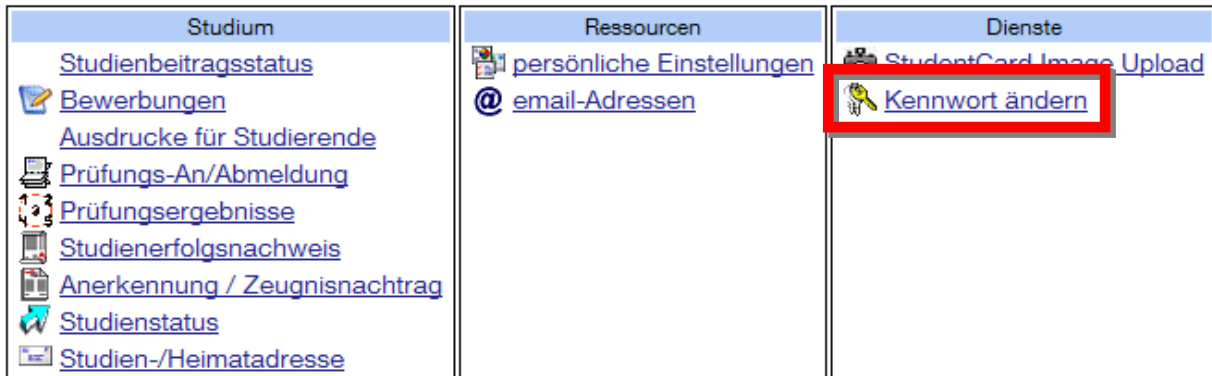 Studium
Studienbeitragsstatus
Bewerbungen
Ausdrucke für Studierende
Prüfungs-An/Abmeldung
Prüfungsergebnisse
Studienerfolgsnachweis
Anerkennung / Zeugnisnachtrag
Studienstatus
Studien-/Heimatadresse
Ressourcen
persönliche Einstellungen
@ email-Adressen
Dienste
StudentCard Image Upload
Kennwort ändern